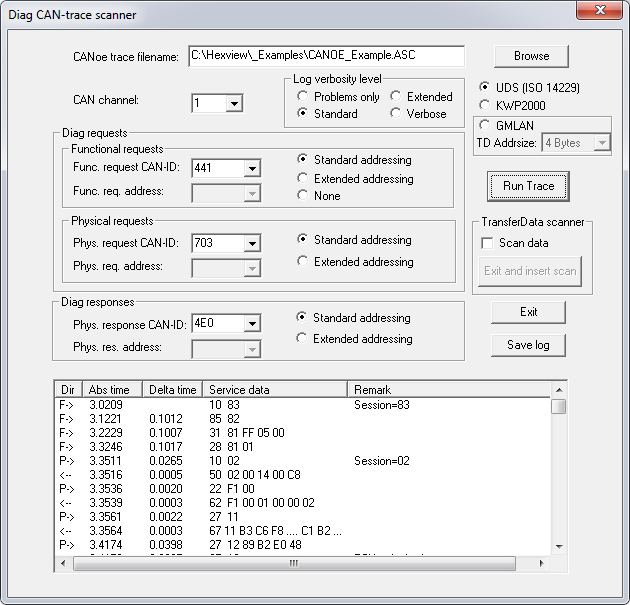 Diag CAN-trace scanner
CANoe trace filename: C:\Hexview\_Examples\CANOE_Example.ASC Browse
Log verbosity level
CAN channel: 1 Problems only Extended
Standard Verbose
UDS (ISO 14229)
KWP2000
GMLAN
TD Addrsize: 4 Bytes
Run Trace
TransferData scanner
Scan data
Exit and insert scan
Exit
Save log
Diag requests
Functional requests
Func. request CAN-ID: 441 Standard addressing
Extended addressing
Func. req. address: None
Physical requests
Phys. request CAN-ID: 703 Standard addressing
Phys. req. address: Extended addressing
Diag responses
Phys. response CAN-ID: 4E0 Standard addressing
Phys. res. address: Extended addressing
Dir Abs time Delta time Service data Remark
F-> 3.0209 10 83 Session=83
F-> 3.1221 0.1012 85 82
F-> 3.2229 0.1007 31 81 FF 05 00
F-> 3.3246 0.1017 28 81 01
P-> 3.3511 0.0265 10 02 Session=02
<-- 3.3516 0.0005 50 02 00 14 00 C8
P-> 3.3536 0.0020 22 F1 00
<-- 3.3539 0.0003 62 F1 00 01 00 00 02
P-> 3.3561 0.0022 27 11
<-- 3.3564 0.0003 67 11 B3 C6 F8 .... C1 B2 ...
P-> 3.4174 0.0398 27 12 89 B2 E0 48